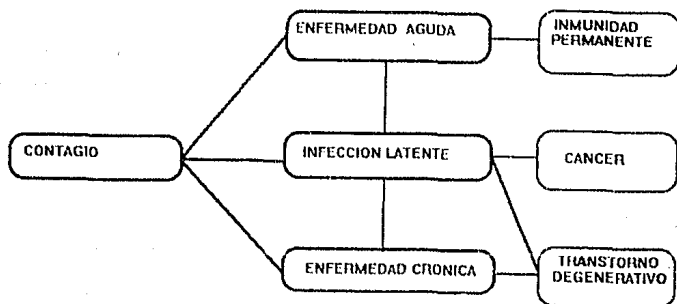 ENFERMEDAD AGUDA
INMUNIDAD
PERMANENTE
CONTAGIO
INFECCION LATENTE
CANCER
ENFERMEDAD CRONICA
TRANSTORNO
DEGENERATIVO